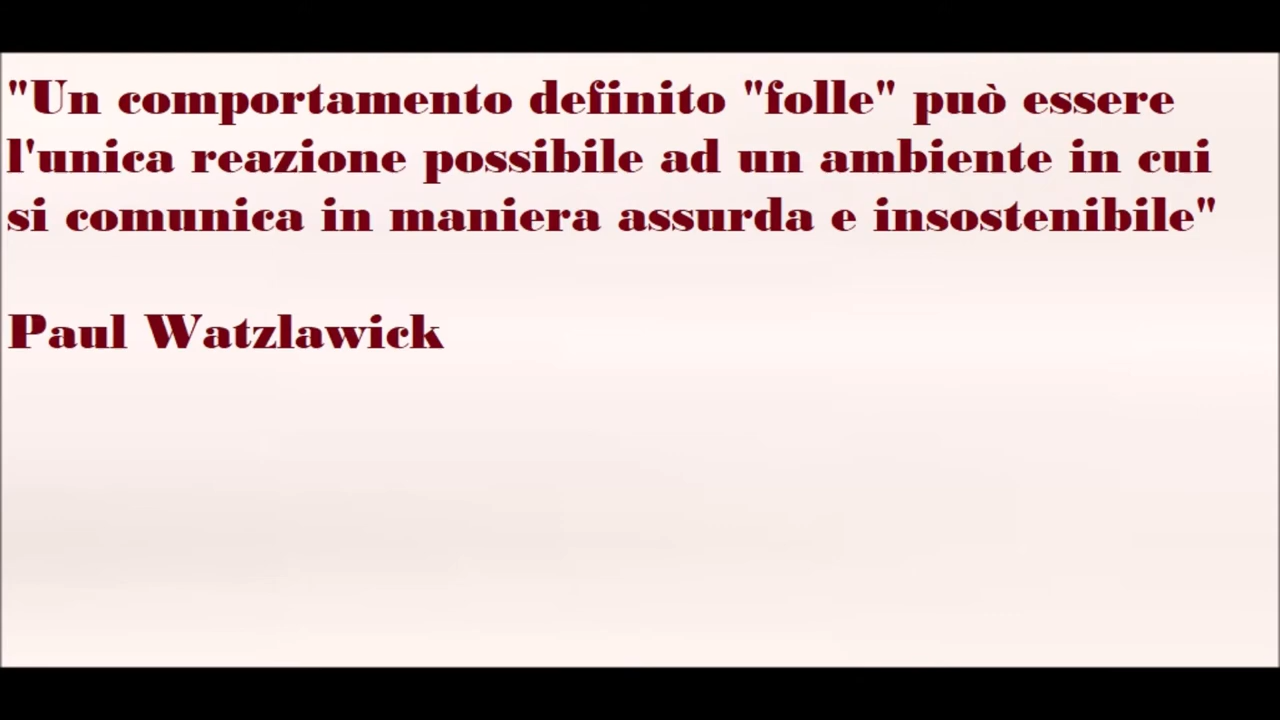 "Un comportamento definito "folle" può essere
l'unica reazione possibile ad un ambiente in cui
si comunica in maniera assurda e insostenibile"
Paul Watzlawick